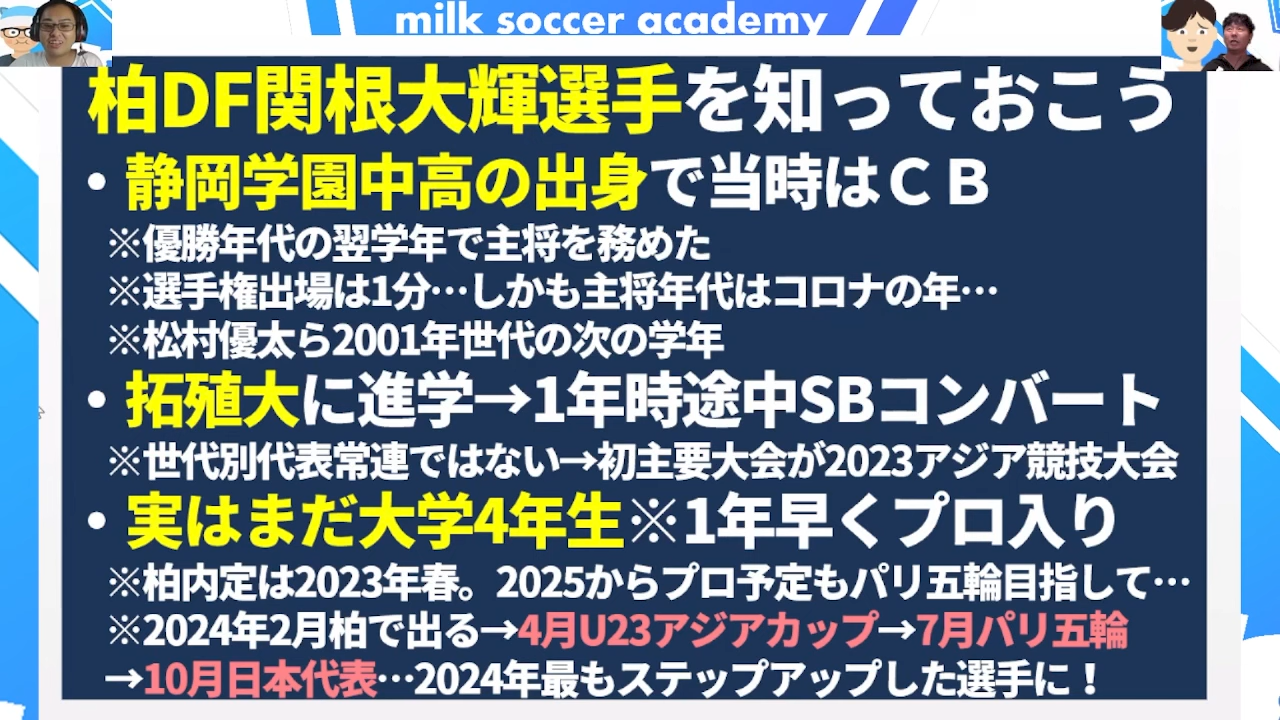 milk soccer academy
柏DF関根大輝選手を知っておこう
・静岡学園中高の出身で当時はＣＢ
※優勝年代の翌学年で主将を務めた
※選手権出場は1分…しかも主将年代はコロナの年…
※松村優太ら2001年世代の次の学年
・拓殖大に進学→1年時途中SBコンバート
※世代別代表常連ではない→初主要大会が2023アジア競技大会
・実はまだ大学4年生※1年早くプロ入り
※柏内定は2023年春。2025からプロ予定もパリ五輪目指して…
※2024年2月柏で出る→4月U23アジアカップ→7月パリ五輪
→10月日本代表…2024年最もステップアップした選手に！